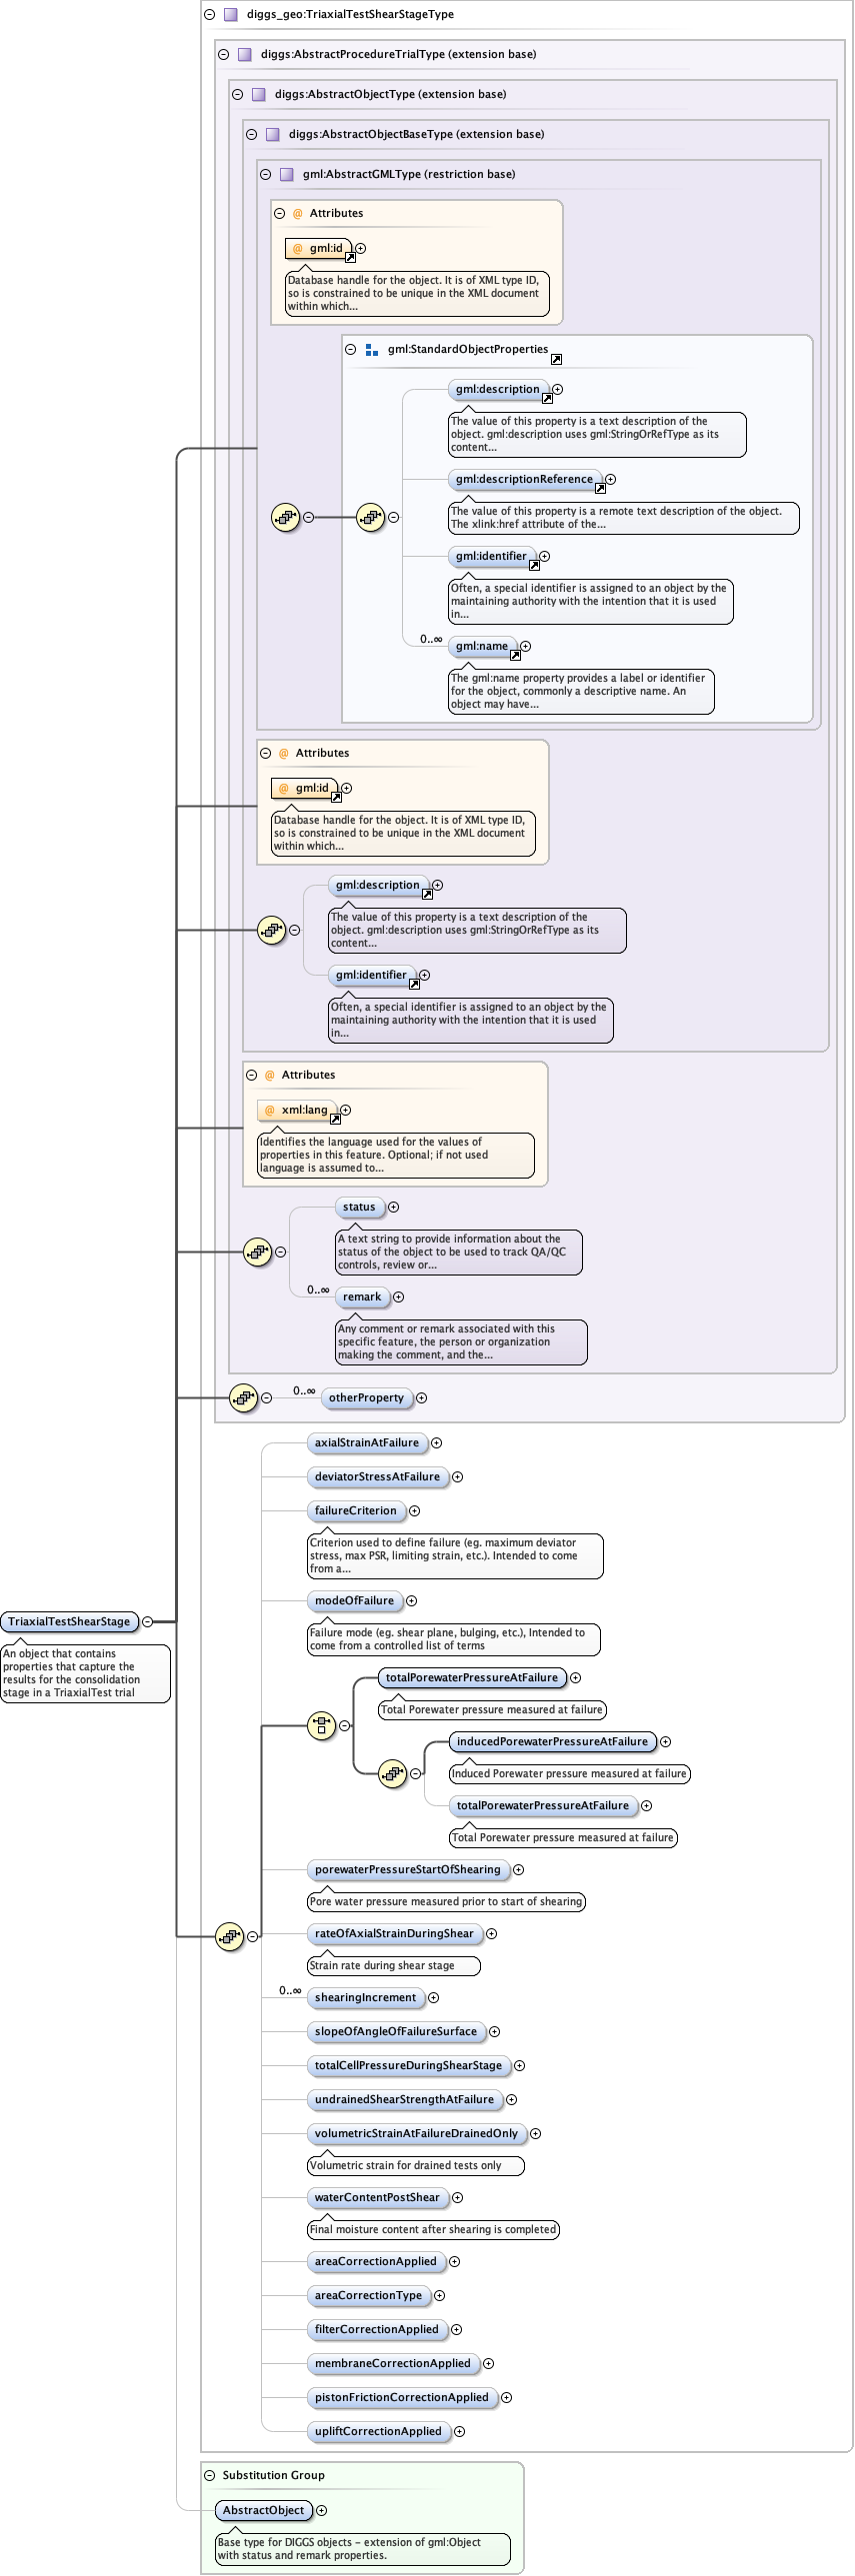 diggs_geo:TriaxialTestShearStageType
diggs:AbstractProcedureTrialType (extension base)
diggs:AbstractObjectType (extension base)
diggs:AbstractObjectBaseType (extension base)
gml:AbstractGMLType (restriction base)
@ Attributes
@ gml:id
Database handle for the object. It is of XML type ID,
so is constrained to be unique in the XML document
within which...
gml:StandardObjectProperties
gml:description
The value of this property is a text description of the
object. gml:description uses gml:StringOrRefType as its
content...
gml:descriptionReference
The value of this property is a remote text description of the object.
The xlink:href attribute of the...
gml:identifier
Often, a special identifier is assigned to an object by the
maintaining authority with the intention that it is used
in...
0..∞ gml:name
The gml:name property provides a label or identifier
for the object, commonly a descriptive name. An
object may have...
@ Attributes
@ gml:id
Database handle for the object. It is of XML type ID,
so is constrained to be unique in the XML document
within which...
gml:description
The value of this property is a text description of the
object. gml:description uses gml:StringOrRefType as its
content...
gml:identifier
Often, a special identifier is assigned to an object by the
maintaining authority with the intention that it is used
in...
@ Attributes
@ xml:lang
Identifies the language used for the values of
properties in this feature. Optional; if not used
language is assumed to...
status
A text string to provide information about the
status of the object to be used to track QA/QC
controls, review or...
0..∞ remark
Any comment or remark associated with this
specific feature, the person or organization
making the comment, and the...
0..∞ otherProperty
axialStrainAtFailure
deviatorStressAtFailure
failureCriterion
Criterion used to define failure (eg. maximum deviator
stress, max PSR, limiting strain, etc.). Intended to come
from a...
modeOfFailure
Failure mode (eg. shear plane, bulging, etc.), Intended to
come from a controlled list of terms
TriaxialTestShearStage
An object that contains
properties that capture the
results for the consolidation
stage in a TriaxialTest trial
totalPorewaterPressureAtFailure
Total Porewater pressure measured at failure
inducedPorewaterPressureAtFailure
Induced Porewater pressure measured at failure
totalPorewaterPressureAtFailure
Total Porewater pressure measured at failure
porewaterPressureStartOfShearing
Pore water pressure measured prior to start of shearing
rateOfAxialStrainDuringShear
Strain rate during shear stage
0..∞ shearingIncrement
slopeOfAngleOfFailureSurface
totalCellPressureDuringShearStage
undrainedShearStrengthAtFailure
volumetricStrainAtFailureDrainedOnly
Volumetric strain for drained tests only
waterContentPostShear
Final moisture content after shearing is completed
areaCorrectionApplied
areaCorrectionType
filterCorrectionApplied
membraneCorrectionApplied
pistonFrictionCorrectionApplied
upliftCorrectionApplied
Substitution Group
AbstractObject
Base type for DIGGS objects - extension of gml:Object
with status and remark properties.